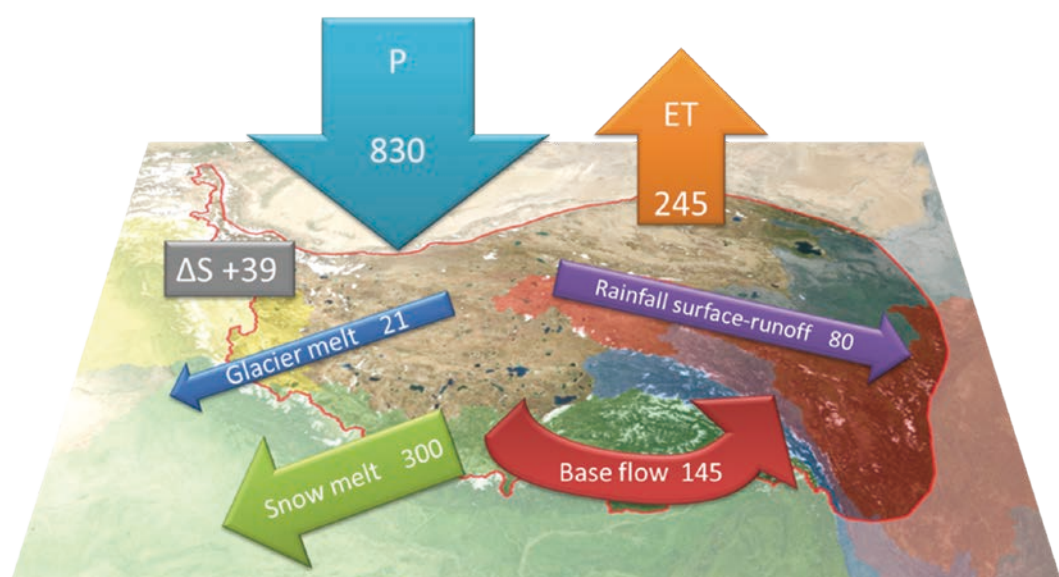 P
830
ET
245
ΔS +39
Rainfall surface-runoff 80
Glacier melt 21
Snow melt 300
Base flow 145